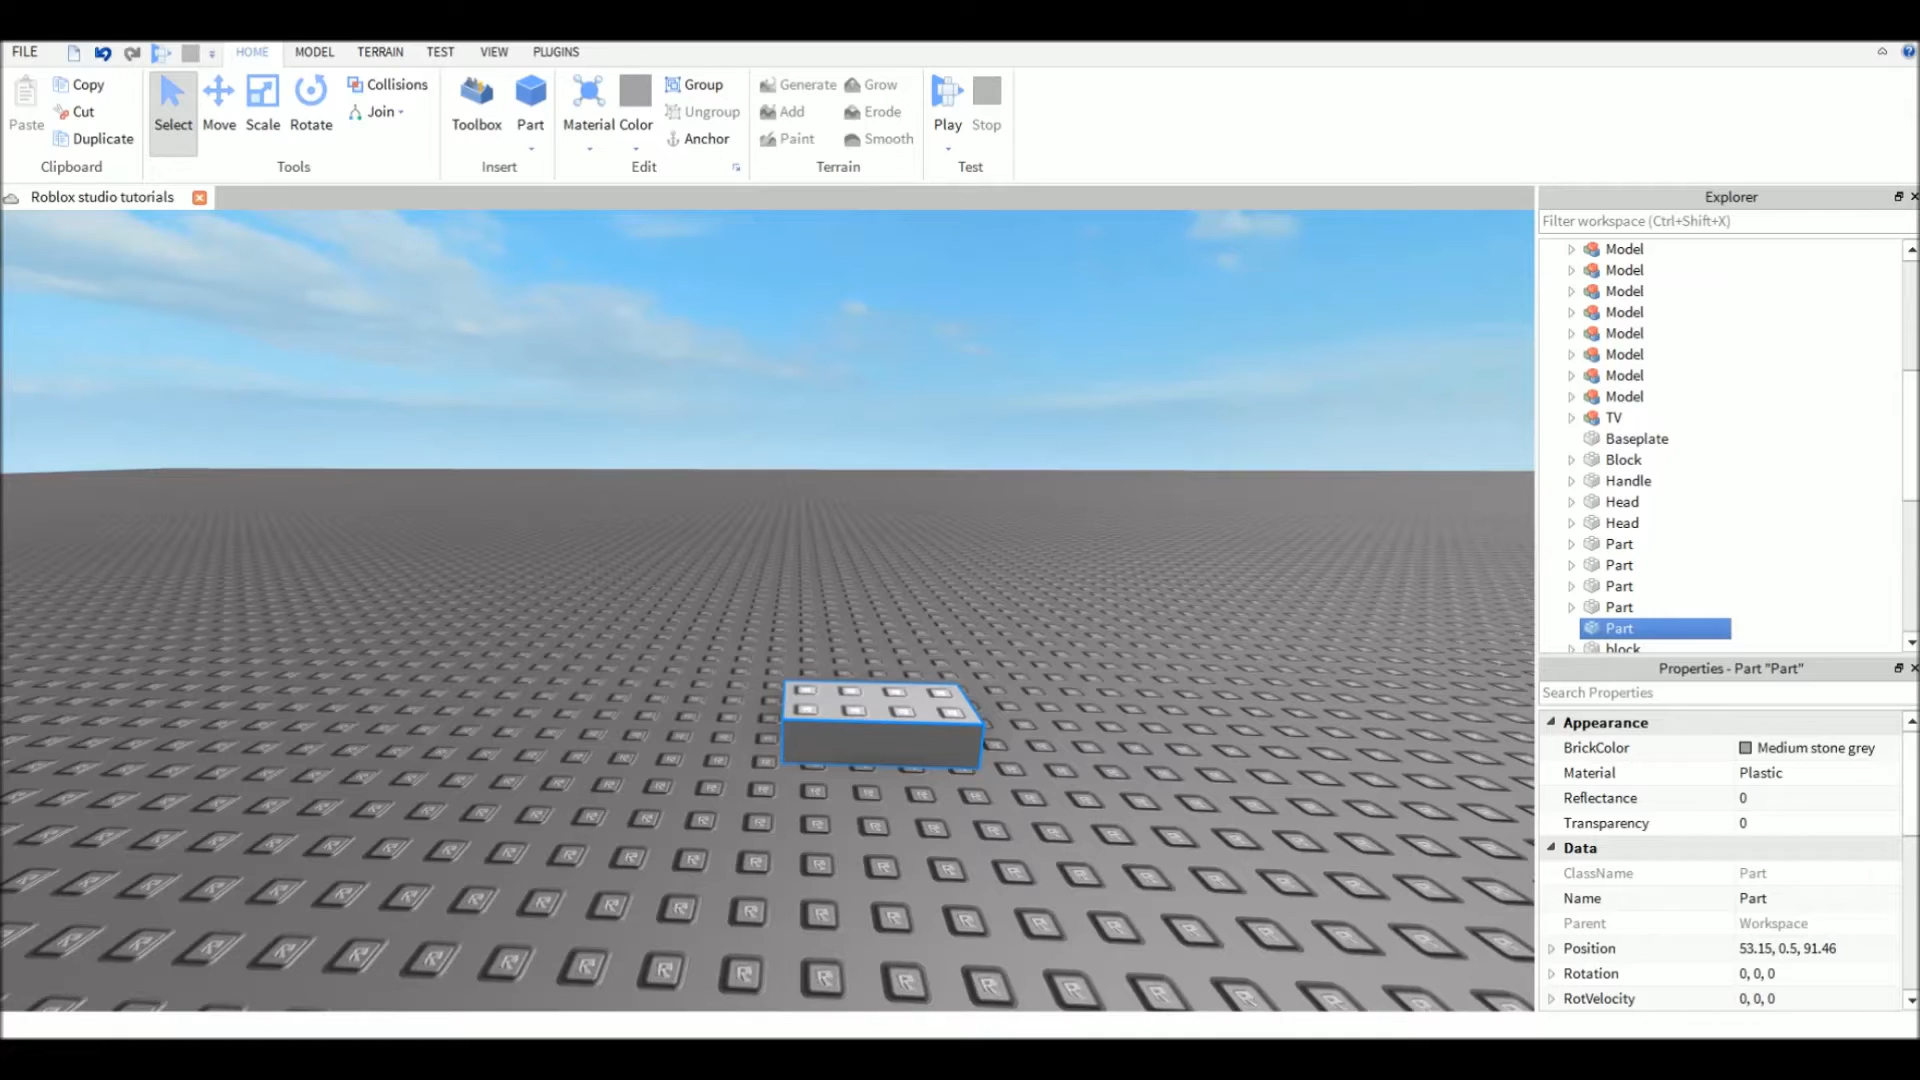 FILE HOME MODEL TERRAIN TEST VIEW PLUGINS
Paste Copy Cut Duplicate
Clipboard
Select Move Scale Rotate Collisions Join
Tools
Toolbox Part
Insert
Material Color Group Ungroup Anchor
Edit
Generate Grow
Add Erode
Paint Smooth
Terrain
Play Stop
Test
Roblox studio tutorials
Explorer
Filter workspace (Ctrl+Shift+X)
Model
Model
Model
Model
Model
Model
Model
Model
TV
Baseplate
Block
Handle
Head
Head
Part
Part
Part
Part
Part
block
Properties - Part "Part"
Search Properties
Appearance
BrickColor Medium stone grey
Material Plastic
Reflectance 0
Transparency 0
Data
ClassName Part
Name Part
Parent Workspace
Position 53.15, 0.5, 91.46
Rotation 0, 0, 0
RotVelocity 0, 0, 0